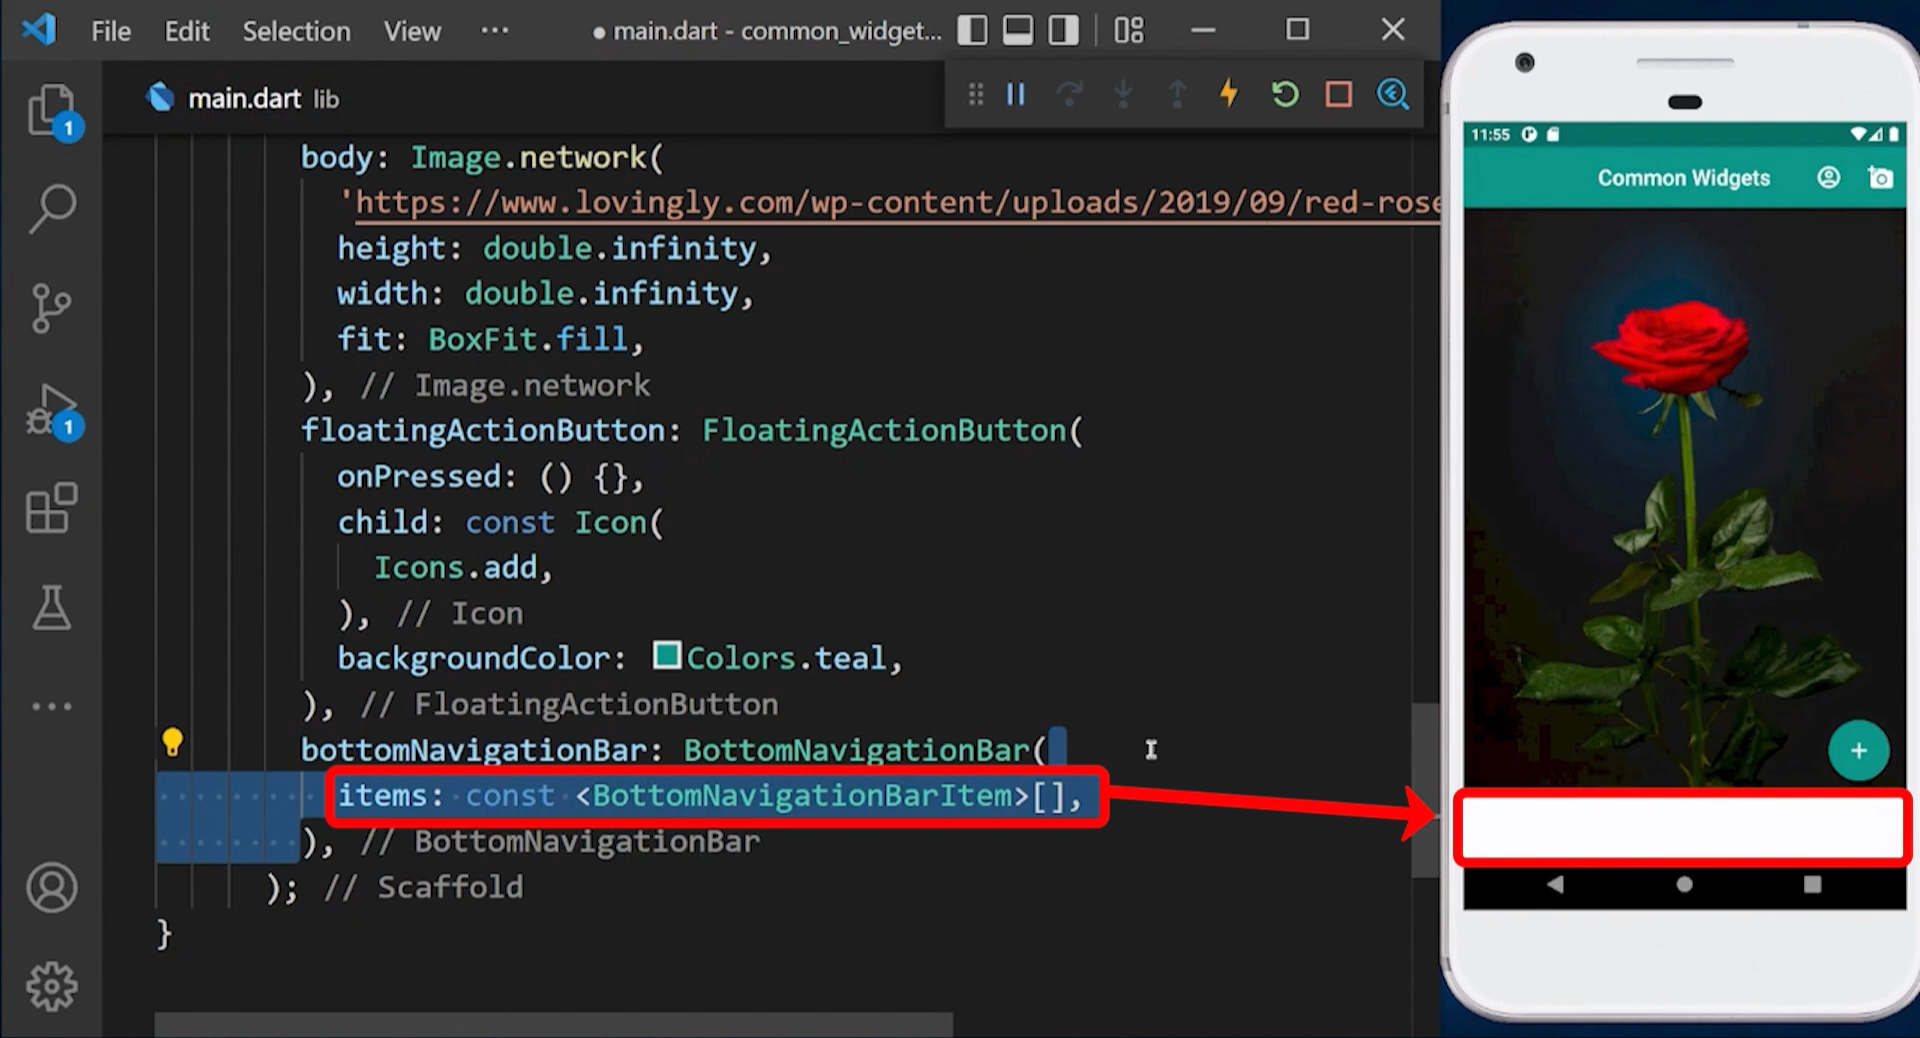 File Edit Selection View ··· ● main.dart - common_widget...
main.dart lib
1
1
body: Image.network(
'https://www.lovingly.com/wp-content/uploads/2019/09/red-rose
height: double.infinity,
width: double.infinity,
fit: BoxFit.fill,
), // Image.network
floatingActionButton: FloatingActionButton(
onPressed: () {},
child: const Icon(
Icons.add,
), // Icon
backgroundColor: Colors.teal,
), // FloatingActionButton
bottomNavigationBar: BottomNavigationBar(
items: const <BottomNavigationBarItem>[],
), // BottomNavigationBar
); // Scaffold
}
11:55
Common Widgets